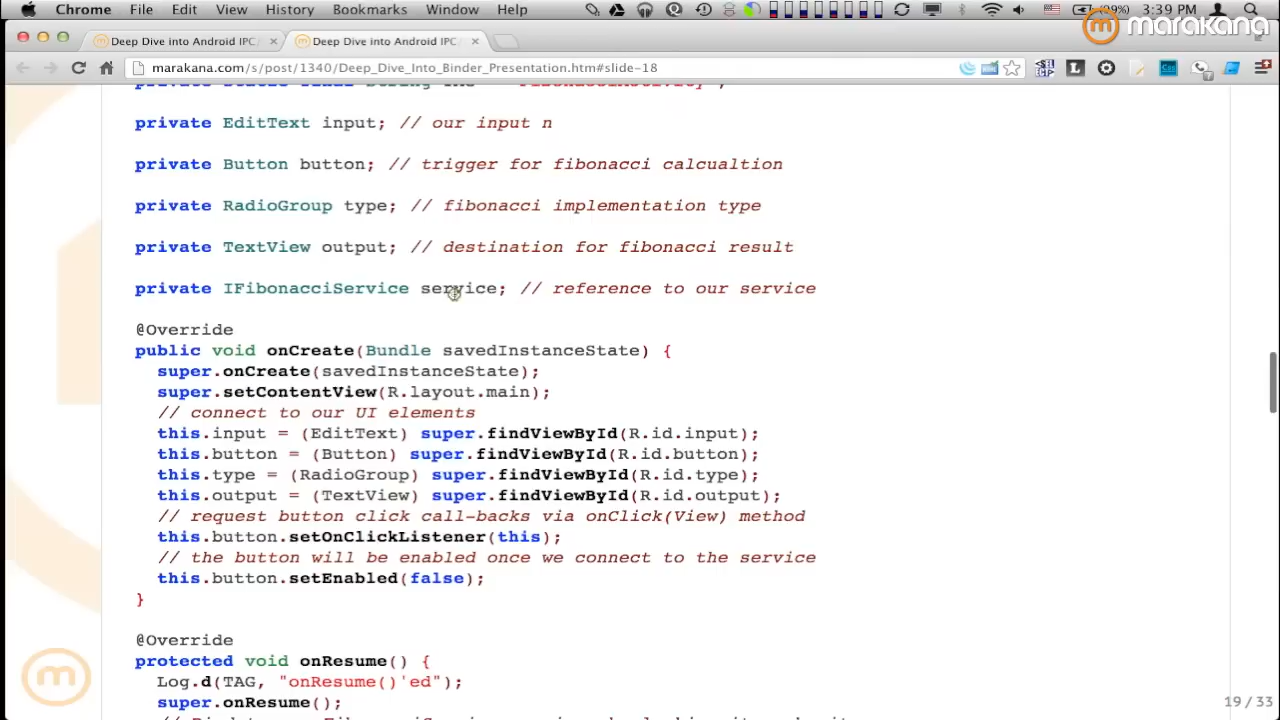 Chrome File Edit View History Bookmarks Window Help (99%) 3:39 PM
marakana
Deep Dive into Android IPC/ Deep Dive into Android IPC/
marakana.com/s/post/1340/Deep_Dive_Into_Binder_Presentation.htm#slide-18
private EditText input; // our input n
private Button button; // trigger for fibonacci calcualtion
private RadioGroup type; // fibonacci implementation type
private TextView output; // destination for fibonacci result
private IFibonacciService service; // reference to our service
@Override
public void onCreate(Bundle savedInstanceState) {
super.onCreate(savedInstanceState);
super.setContentView(R.layout.main);
// connect to our UI elements
this.input = (EditText) super.findViewById(R.id.input);
this.button = (Button) super.findViewById(R.id.button);
this.type = (RadioGroup) super.findViewById(R.id.type);
this.output = (TextView) super.findViewById(R.id.output);
// request button click call-backs via onClick(View) method
this.button.setOnClickListener(this);
// the button will be enabled once we connect to the service
this.button.setEnabled(false);
}
@Override
protected void onResume() {
Log.d(TAG, "onResume()'ed");
super.onResume();
19 / 33